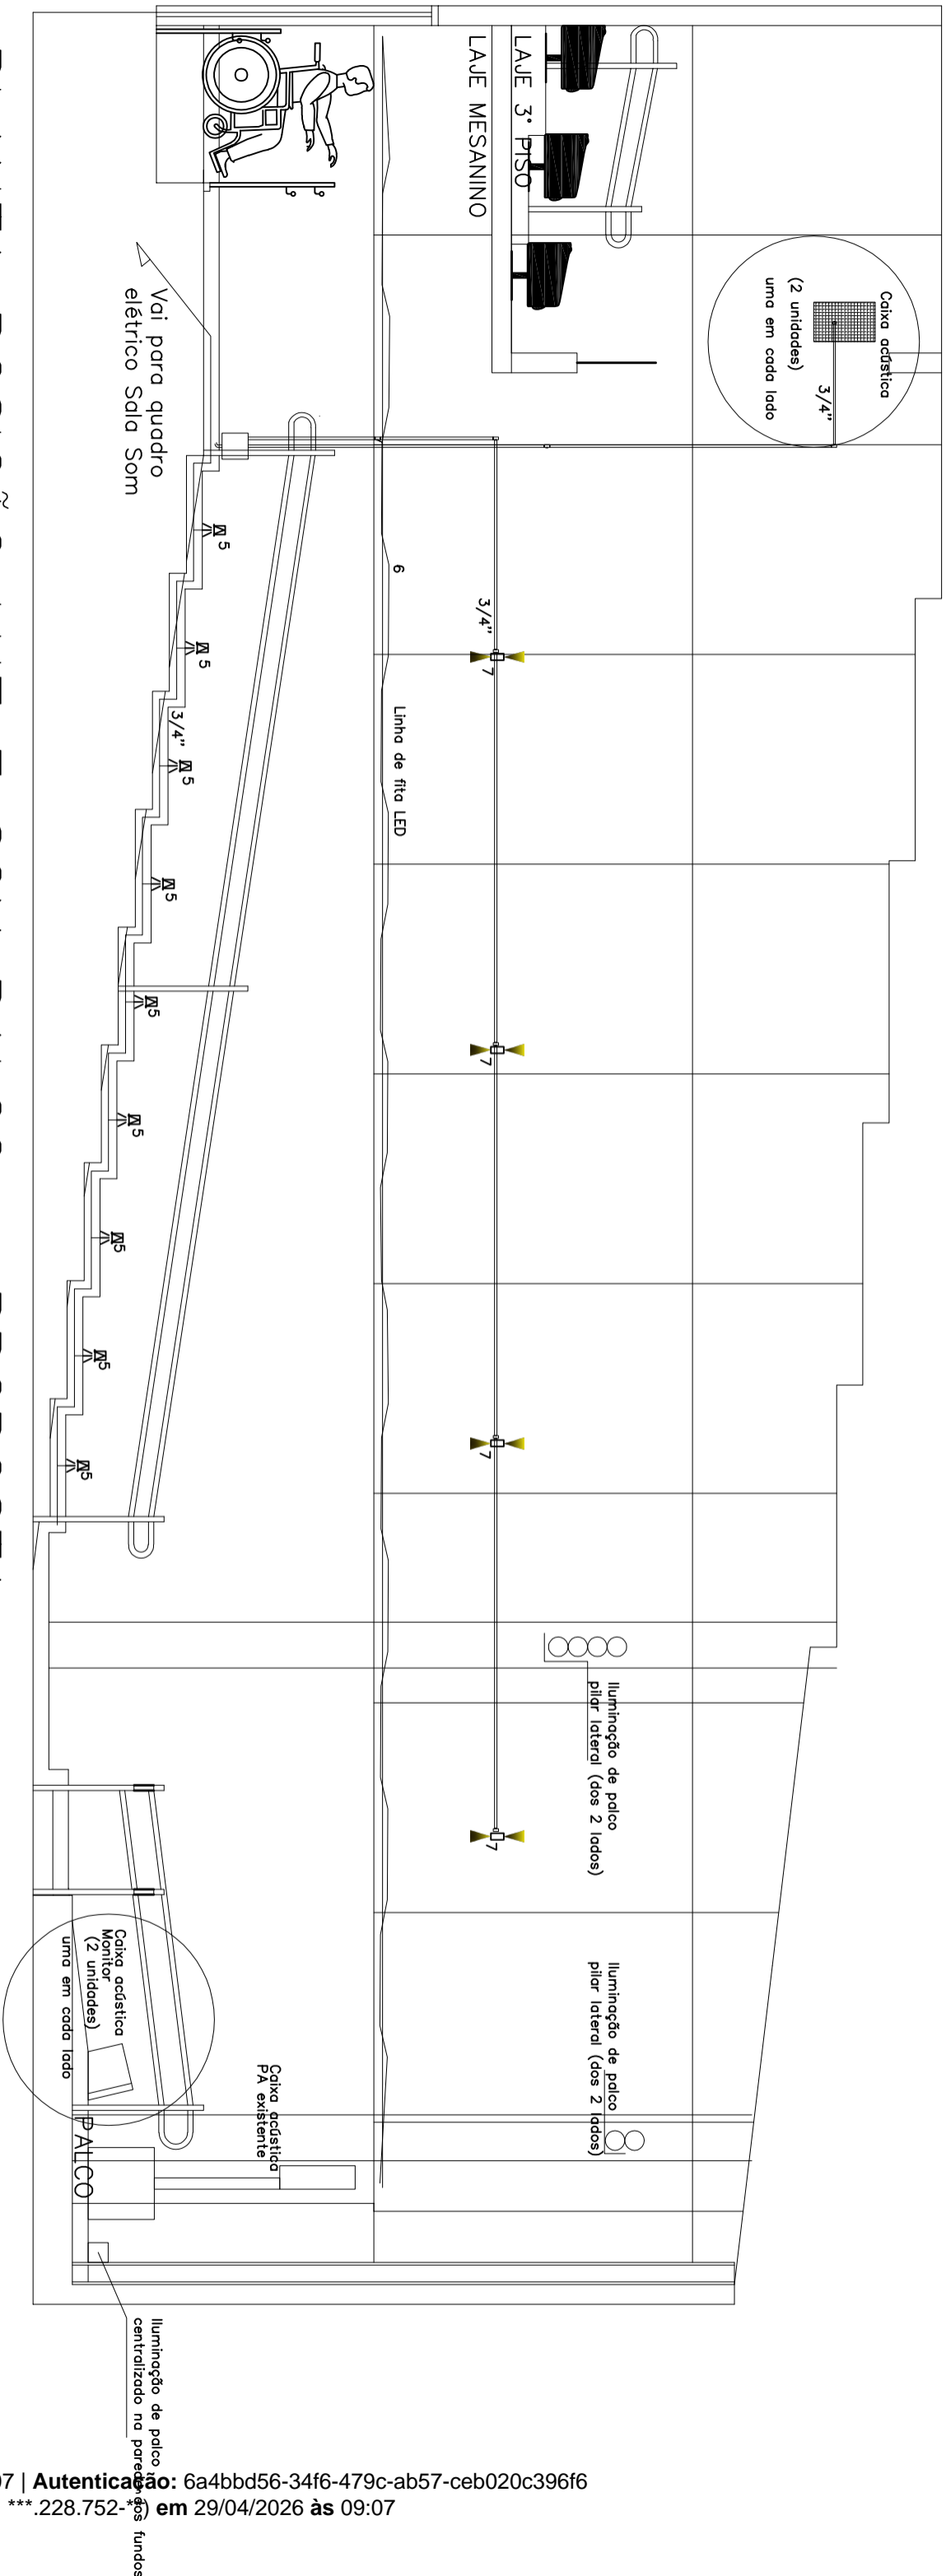 LAJE 3° PISO
LAJE MESANINO
Caixa acústica
(2 unidades)
uma em cada lado
3/4"
Vai para quadro
elétrico Sala Som
6
3/4"
Linha de fita LED
3/4"
5
5
5
5
5
5
5
5
5
7
7
7
7
Iluminação de palco
pilar lateral (dos 2 lados)
Iluminação de palco
pilar lateral (dos 2 lados)
Caixa acústica
Monitor
(2 unidades)
uma em cada lado
Caixa acústica
PA existente
PALCO
Iluminação de palco
centralizado na parede dos fundos
07 | Autenticação: 6a4bbd56-34f6-479c-ab57-ceb020c396f6
***.228.752-**) em 29/04/2026 às 09:07